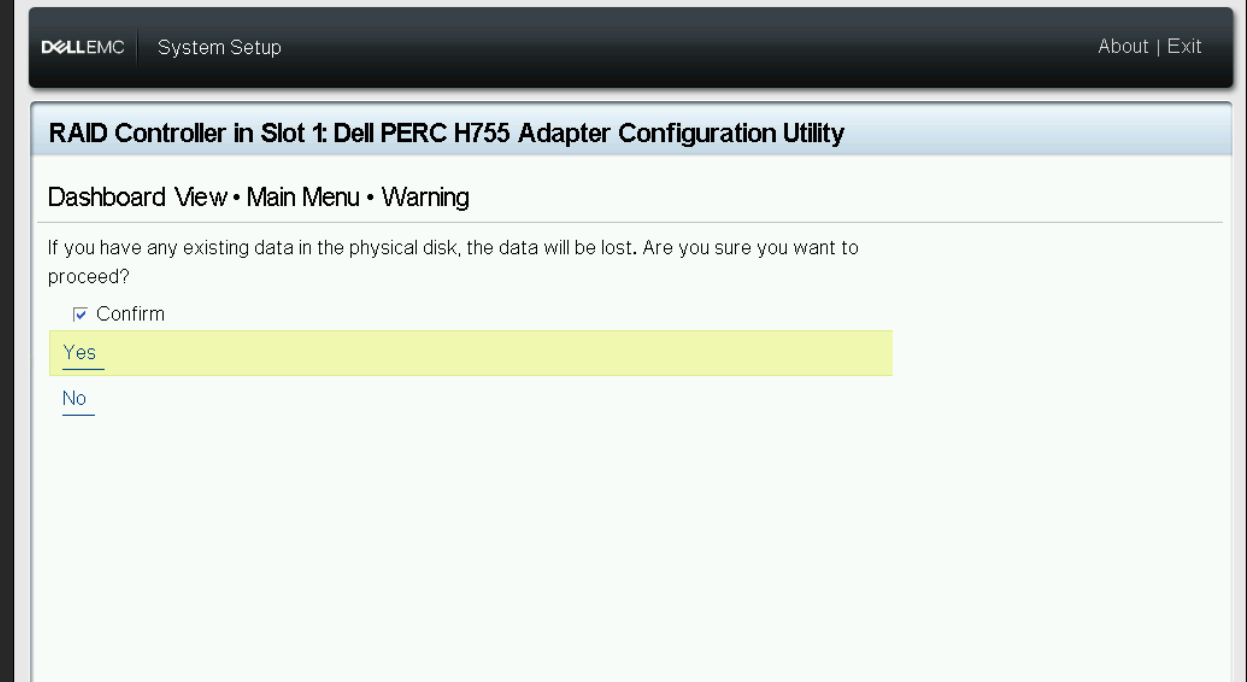 DELLEMC System Setup About | Exit
RAID Controller in Slot 1: Dell PERC H755 Adapter Configuration Utility
Dashboard View • Main Menu • Warning
If you have any existing data in the physical disk, the data will be lost. Are you sure you want to
proceed?
Confirm
Yes
No